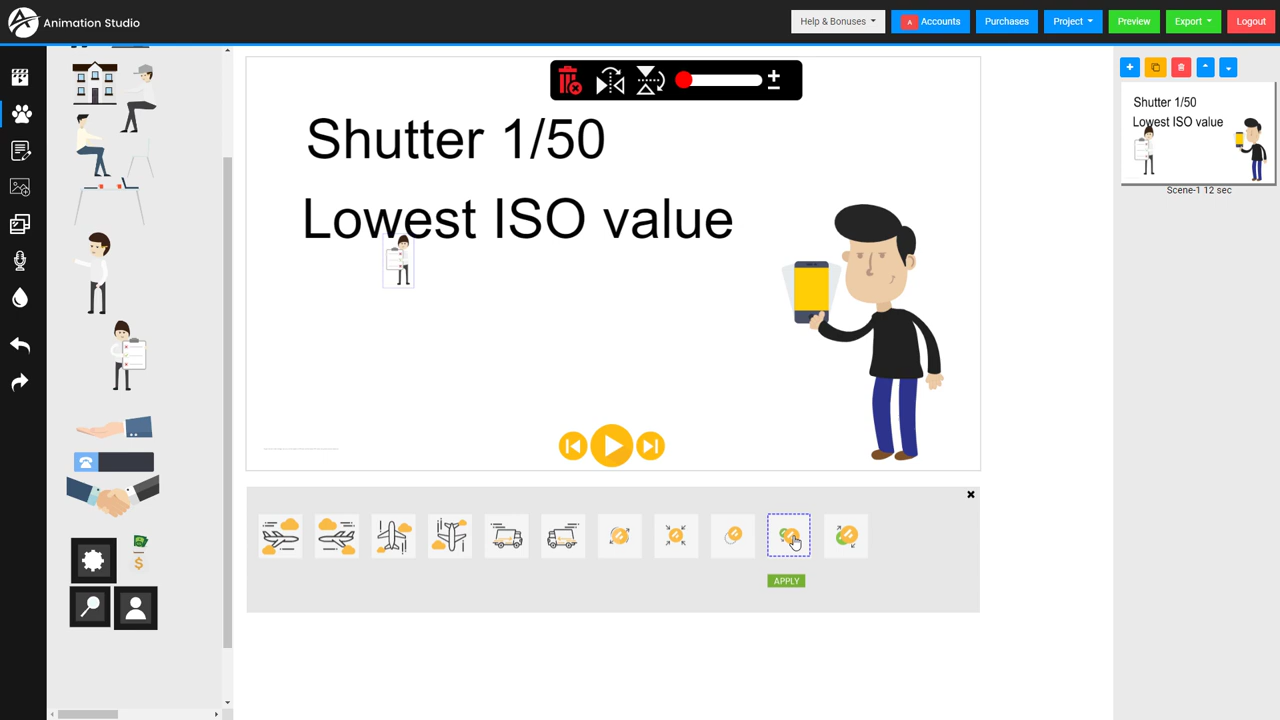 Animation Studio
Help & Bonuses
A Accounts
Purchases
Project
Preview
Export
Logout
Shutter 1/50
Lowest ISO value
Shutter 1/50
Lowest ISO value
Scene-1 12 sec
APPLY